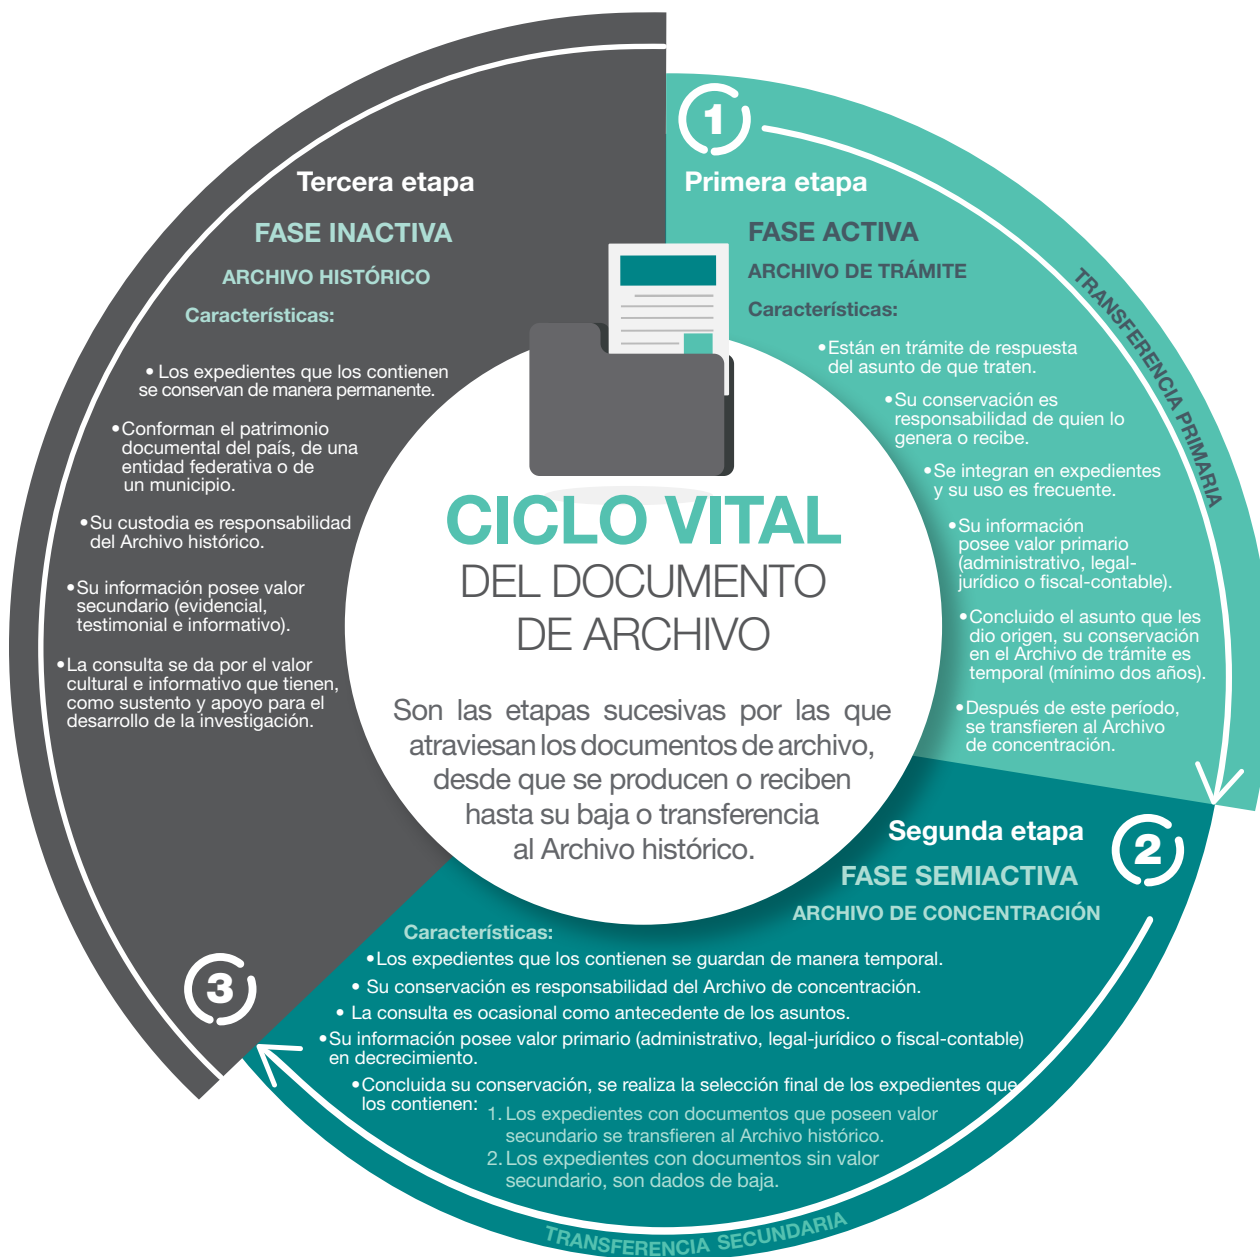 CICLO VITAL
DEL DOCUMENTO
DE ARCHIVO
Son las etapas sucesivas por las que
atraviesan los documentos de archivo,
desde que se producen o reciben
hasta su baja o transferencia
al Archivo histórico.
1
Primera etapa
FASE ACTIVA
ARCHIVO DE TRÁMITE
Características:
•Están en trámite de respuesta
del asunto de que traten.
•Su conservación es
responsabilidad de quien lo
genera o recibe.
•Se integran en expedientes
y su uso es frecuente.
•Su información
posee valor primario
(administrativo, legal-
jurídico o fiscal-contable).
•Concluido el asunto que les
dio origen, su conservación
en el Archivo de trámite es
temporal (mínimo dos años).
•Después de este período,
se transfieren al Archivo
de concentración.
TRANSFERENCIA PRIMARIA
Segunda etapa
2
FASE SEMIACTIVA
ARCHIVO DE CONCENTRACIÓN
Características:
•Los expedientes que los contienen se guardan de manera temporal.
• Su conservación es responsabilidad del Archivo de concentración.
• La consulta es ocasional como antecedente de los asuntos.
•Su información posee valor primario (administrativo, legal-jurídico o fiscal-contable)
en decrecimiento.
•Concluida su conservación, se realiza la selección final de los expedientes que
los contienen:
1. Los expedientes con documentos que poseen valor
secundario se transfieren al Archivo histórico.
2. Los expedientes con documentos sin valor
secundario, son dados de baja.
TRANSFERENCIA SECUNDARIA
3
Tercera etapa
FASE INACTIVA
ARCHIVO HISTÓRICO
Características:
• Los expedientes que los contienen
se conservan de manera permanente.
•Conforman el patrimonio
documental del país, de una
entidad federativa o de
un municipio.
•Su custodia es responsabilidad
del Archivo histórico.
•Su información posee valor
secundario (evidencial,
testimonial e informativo).
•La consulta se da por el valor
cultural e informativo que tienen,
como sustento y apoyo para el
desarrollo de la investigación.